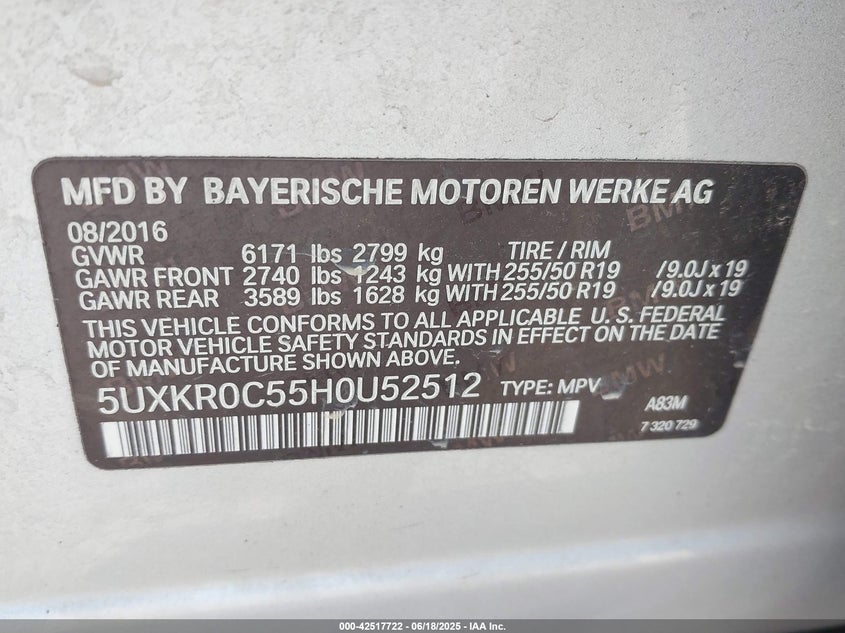 MFD BY BAYERISCHE MOTOREN WERKE AG
08/2016
GVWR 6171 lbs 2799 kg TIRE / RIM
GAWR FRONT 2740 lbs 1243 kg WITH 255/50 R19 /9.0J x 19
GAWR REAR 3589 lbs 1628 kg WITH 255/50 R19 /9.0J x 19
THIS VEHICLE CONFORMS TO ALL APPLICABLE U. S. FEDERAL
MOTOR VEHICLE SAFETY STANDARDS IN EFFECT ON THE DATE
OF MANUFACTURE SHOWN ABOVE.
5UXKR0C55H0U52512 TYPE: MPV
A83M
7 320 729
000-42517722 - 06/18/2025 - IAA Inc.